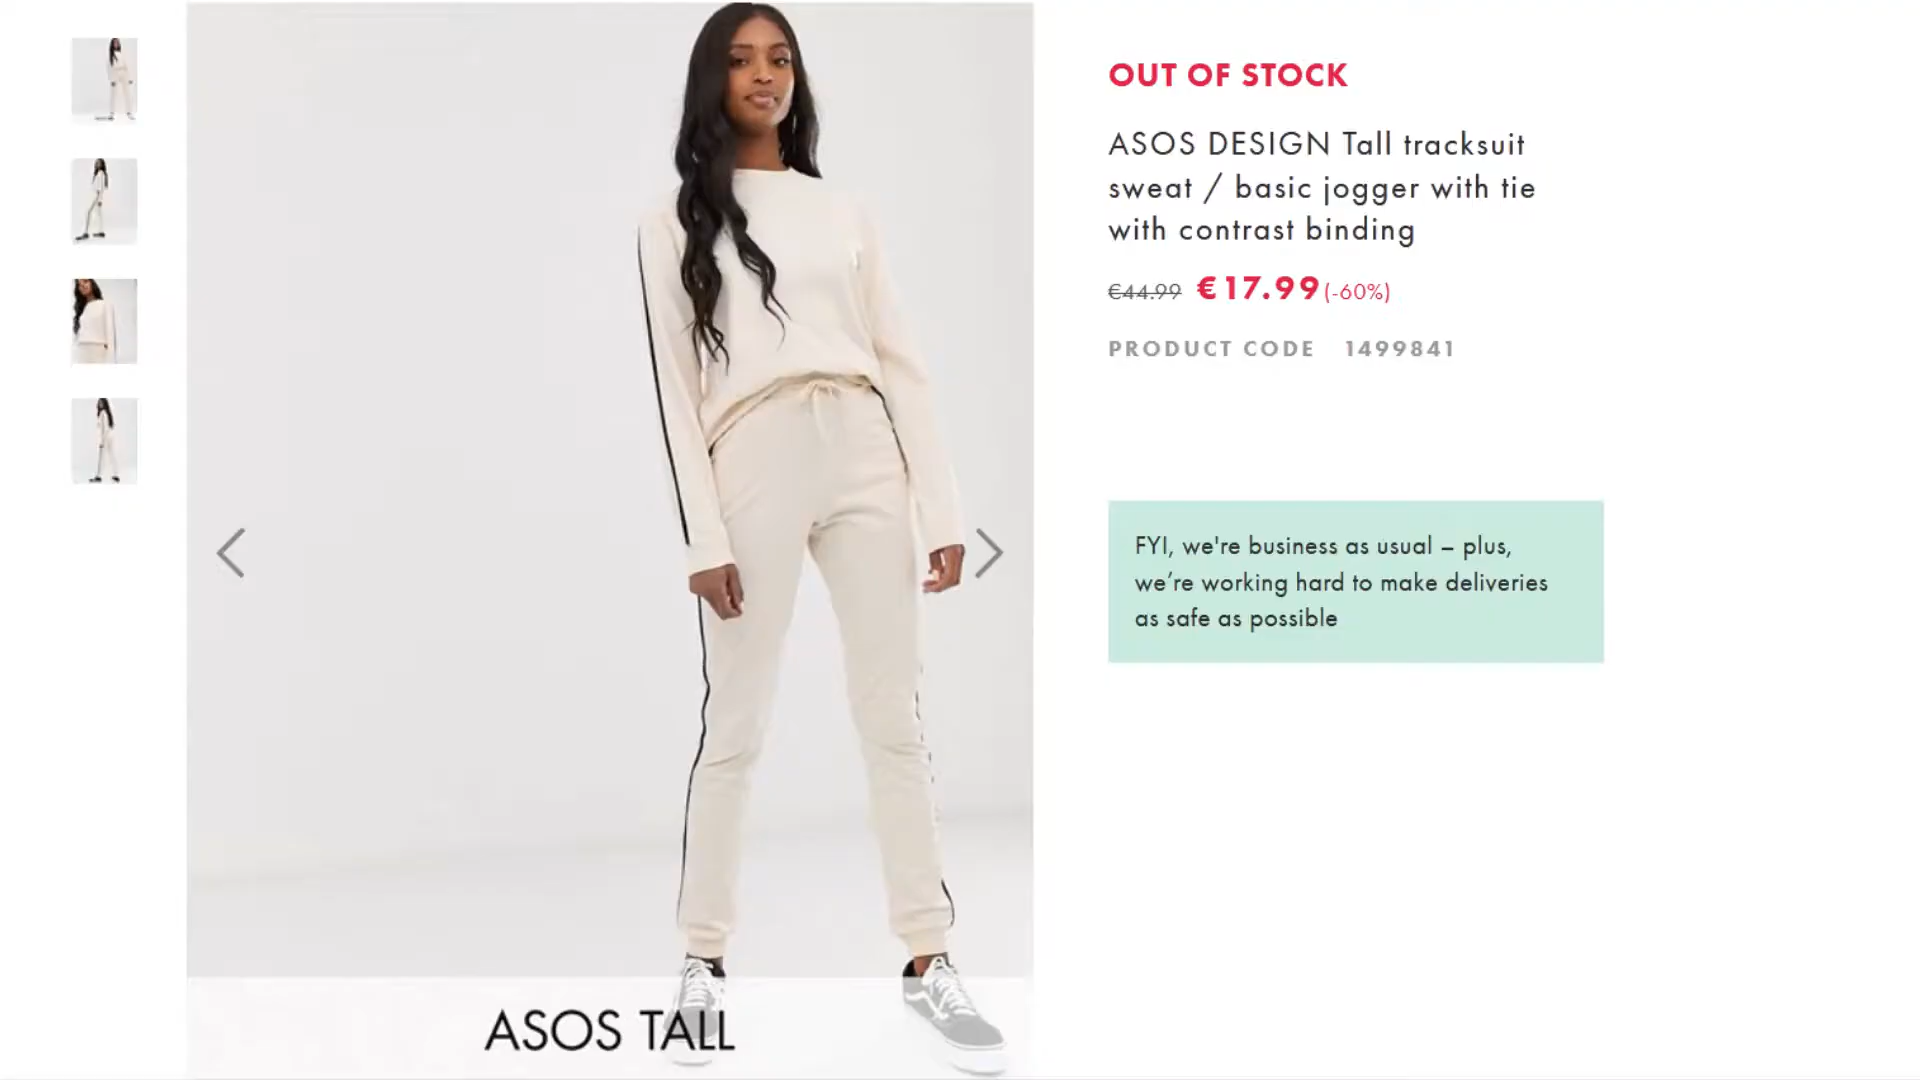 OUT OF STOCK
ASOS DESIGN Tall tracksuit
sweat / basic jogger with tie
with contrast binding
€44.99 €17.99 (-60%)
PRODUCT CODE 1499841
FYI, we're business as usual – plus,
we’re working hard to make deliveries
as safe as possible
ASOS TALL